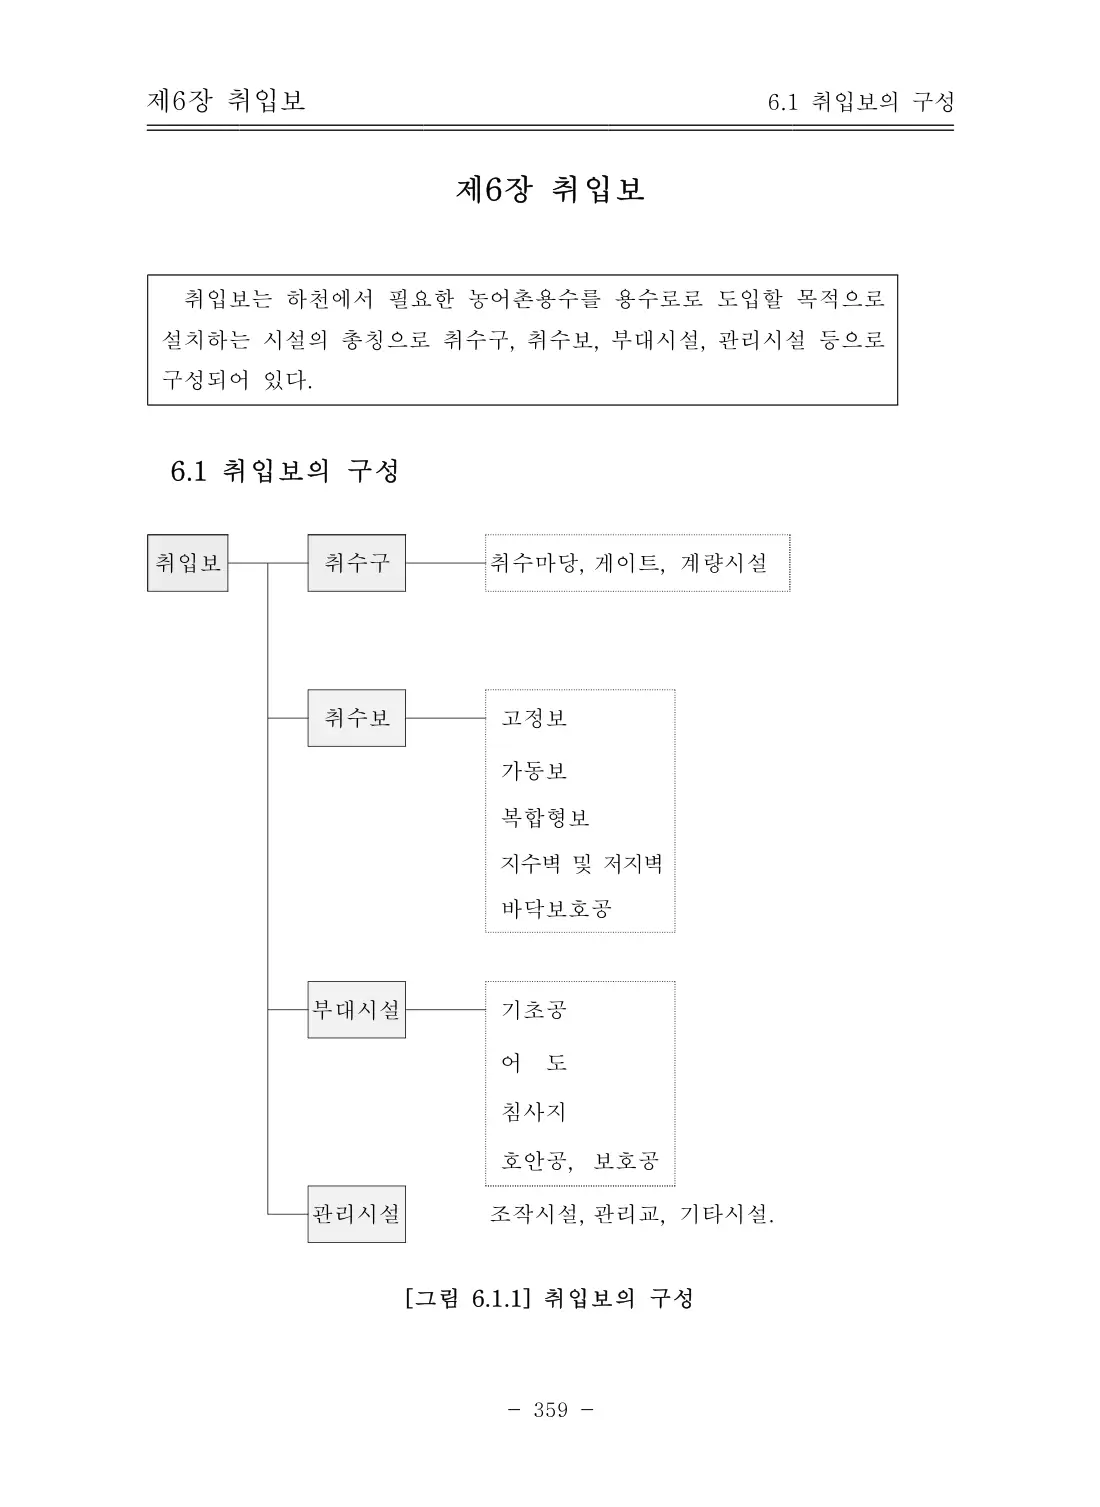 제6장 취입보
6.1 취입보의 구성
제6장 취입보
취입보는 하천에서 필요한 농어촌용수를 용수로로 도입할 목적으로
설치하는 시설의 총칭으로 취수구, 취수보, 부대시설, 관리시설 등으로
구성되어 있다.
6.1 취입보의 구성
취입보
취수구
취수마당, 게이트, 계량시설
취수보
고정보
가동보
복합형보
지수벽 및 저지벽
바닥보호공
부대시설
기초공
어 도
침사지
호안공, 보호공
관리시설
조작시설, 관리교, 기타시설.
[그림 6.1.1] 취입보의 구성
- 359 -